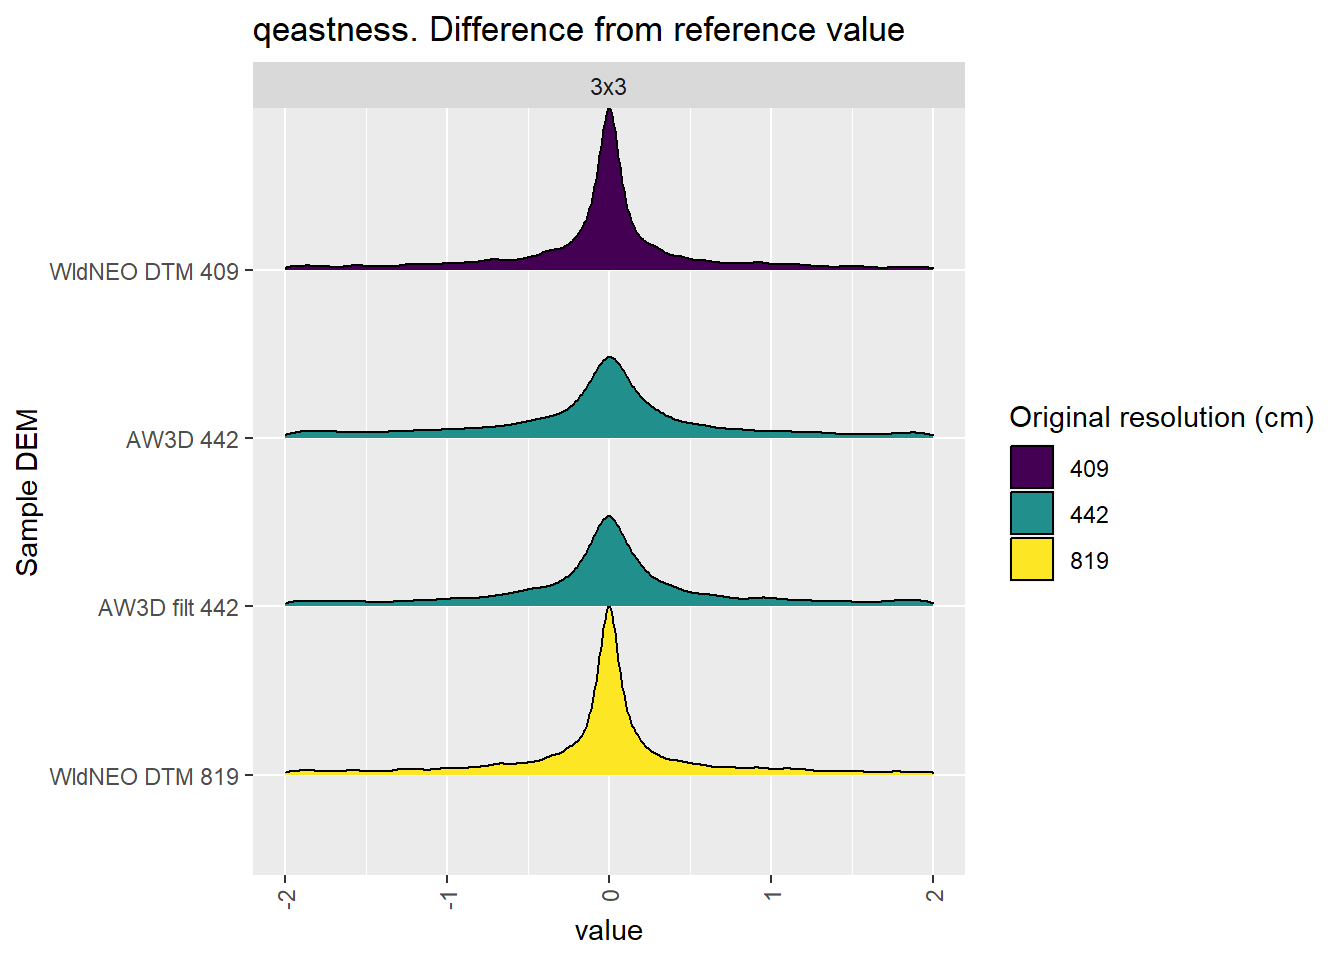 qeastness. Difference from reference value
3x3
Sample DEM
WldNEO DTM 409
AW3D 442
AW3D filt 442
WldNEO DTM 819
-2
-1
0
1
2
value
Original resolution (cm)
409
442
819